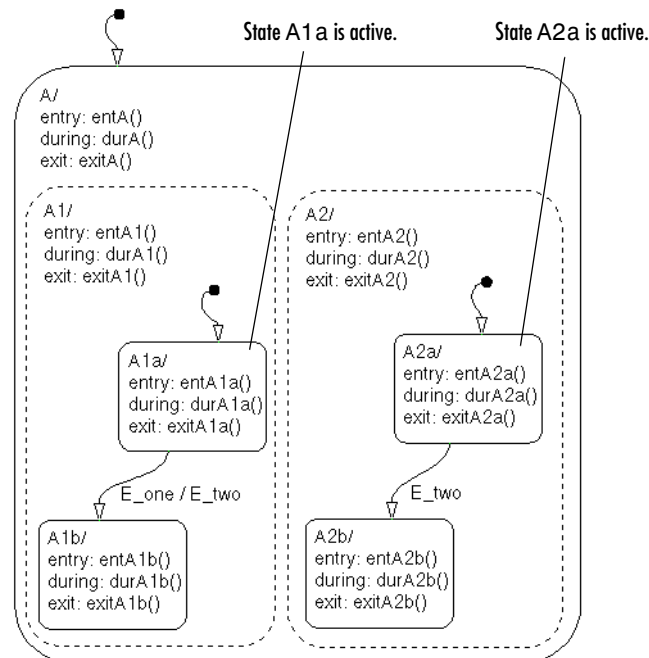 State A1a is active.
State A2a is active.
A/
entry: entA()
during: durA()
exit: exitA()
A1/
entry: entA1()
during: durA1()
exit: exitA1()
A2/
entry: entA2()
during: durA2()
exit: exitA2()
A1a/
entry: entA1a()
during: durA1a()
exit: exitA1a()
A2a/
entry: entA2a()
during: durA2a()
exit: exitA2a()
E_one / E_two
E_two
A1b/
entry: entA1b()
during: durA1b()
exit: exitA1b()
A2b/
entry: entA2b()
during: durA2b()
exit: exitA2b()